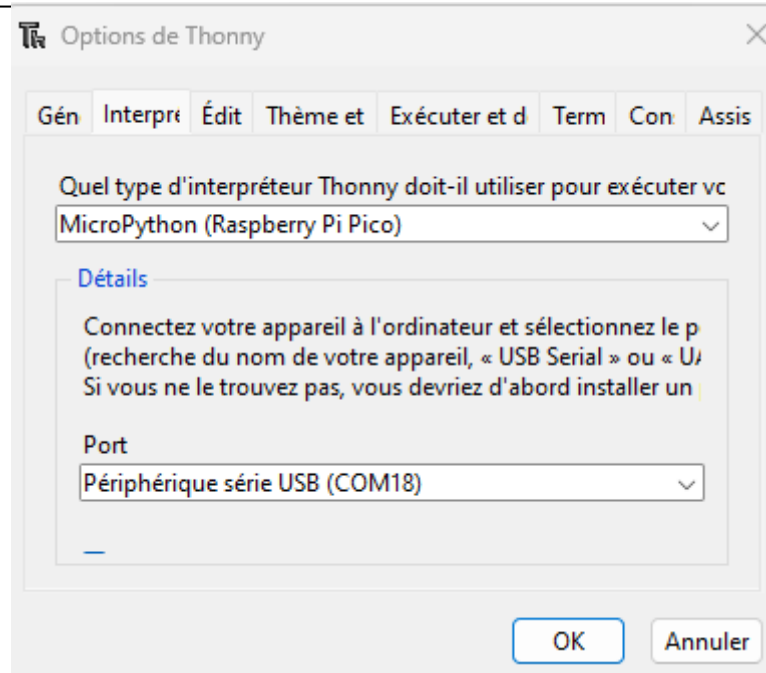 Options de Thonny
Gén Interpré Édit Thème et Exécuter et d Term Con Assis
Quel type d'interpréteur Thonny doit-il utiliser pour exécuter vo
MicroPython (Raspberry Pi Pico)
Détails
Connectez votre appareil à l'ordinateur et sélectionnez le p
(recherche du nom de votre appareil, « USB Serial » ou « UA
Si vous ne le trouvez pas, vous devriez d'abord installer un
Port
Périphérique série USB (COM18)
OK Annuler